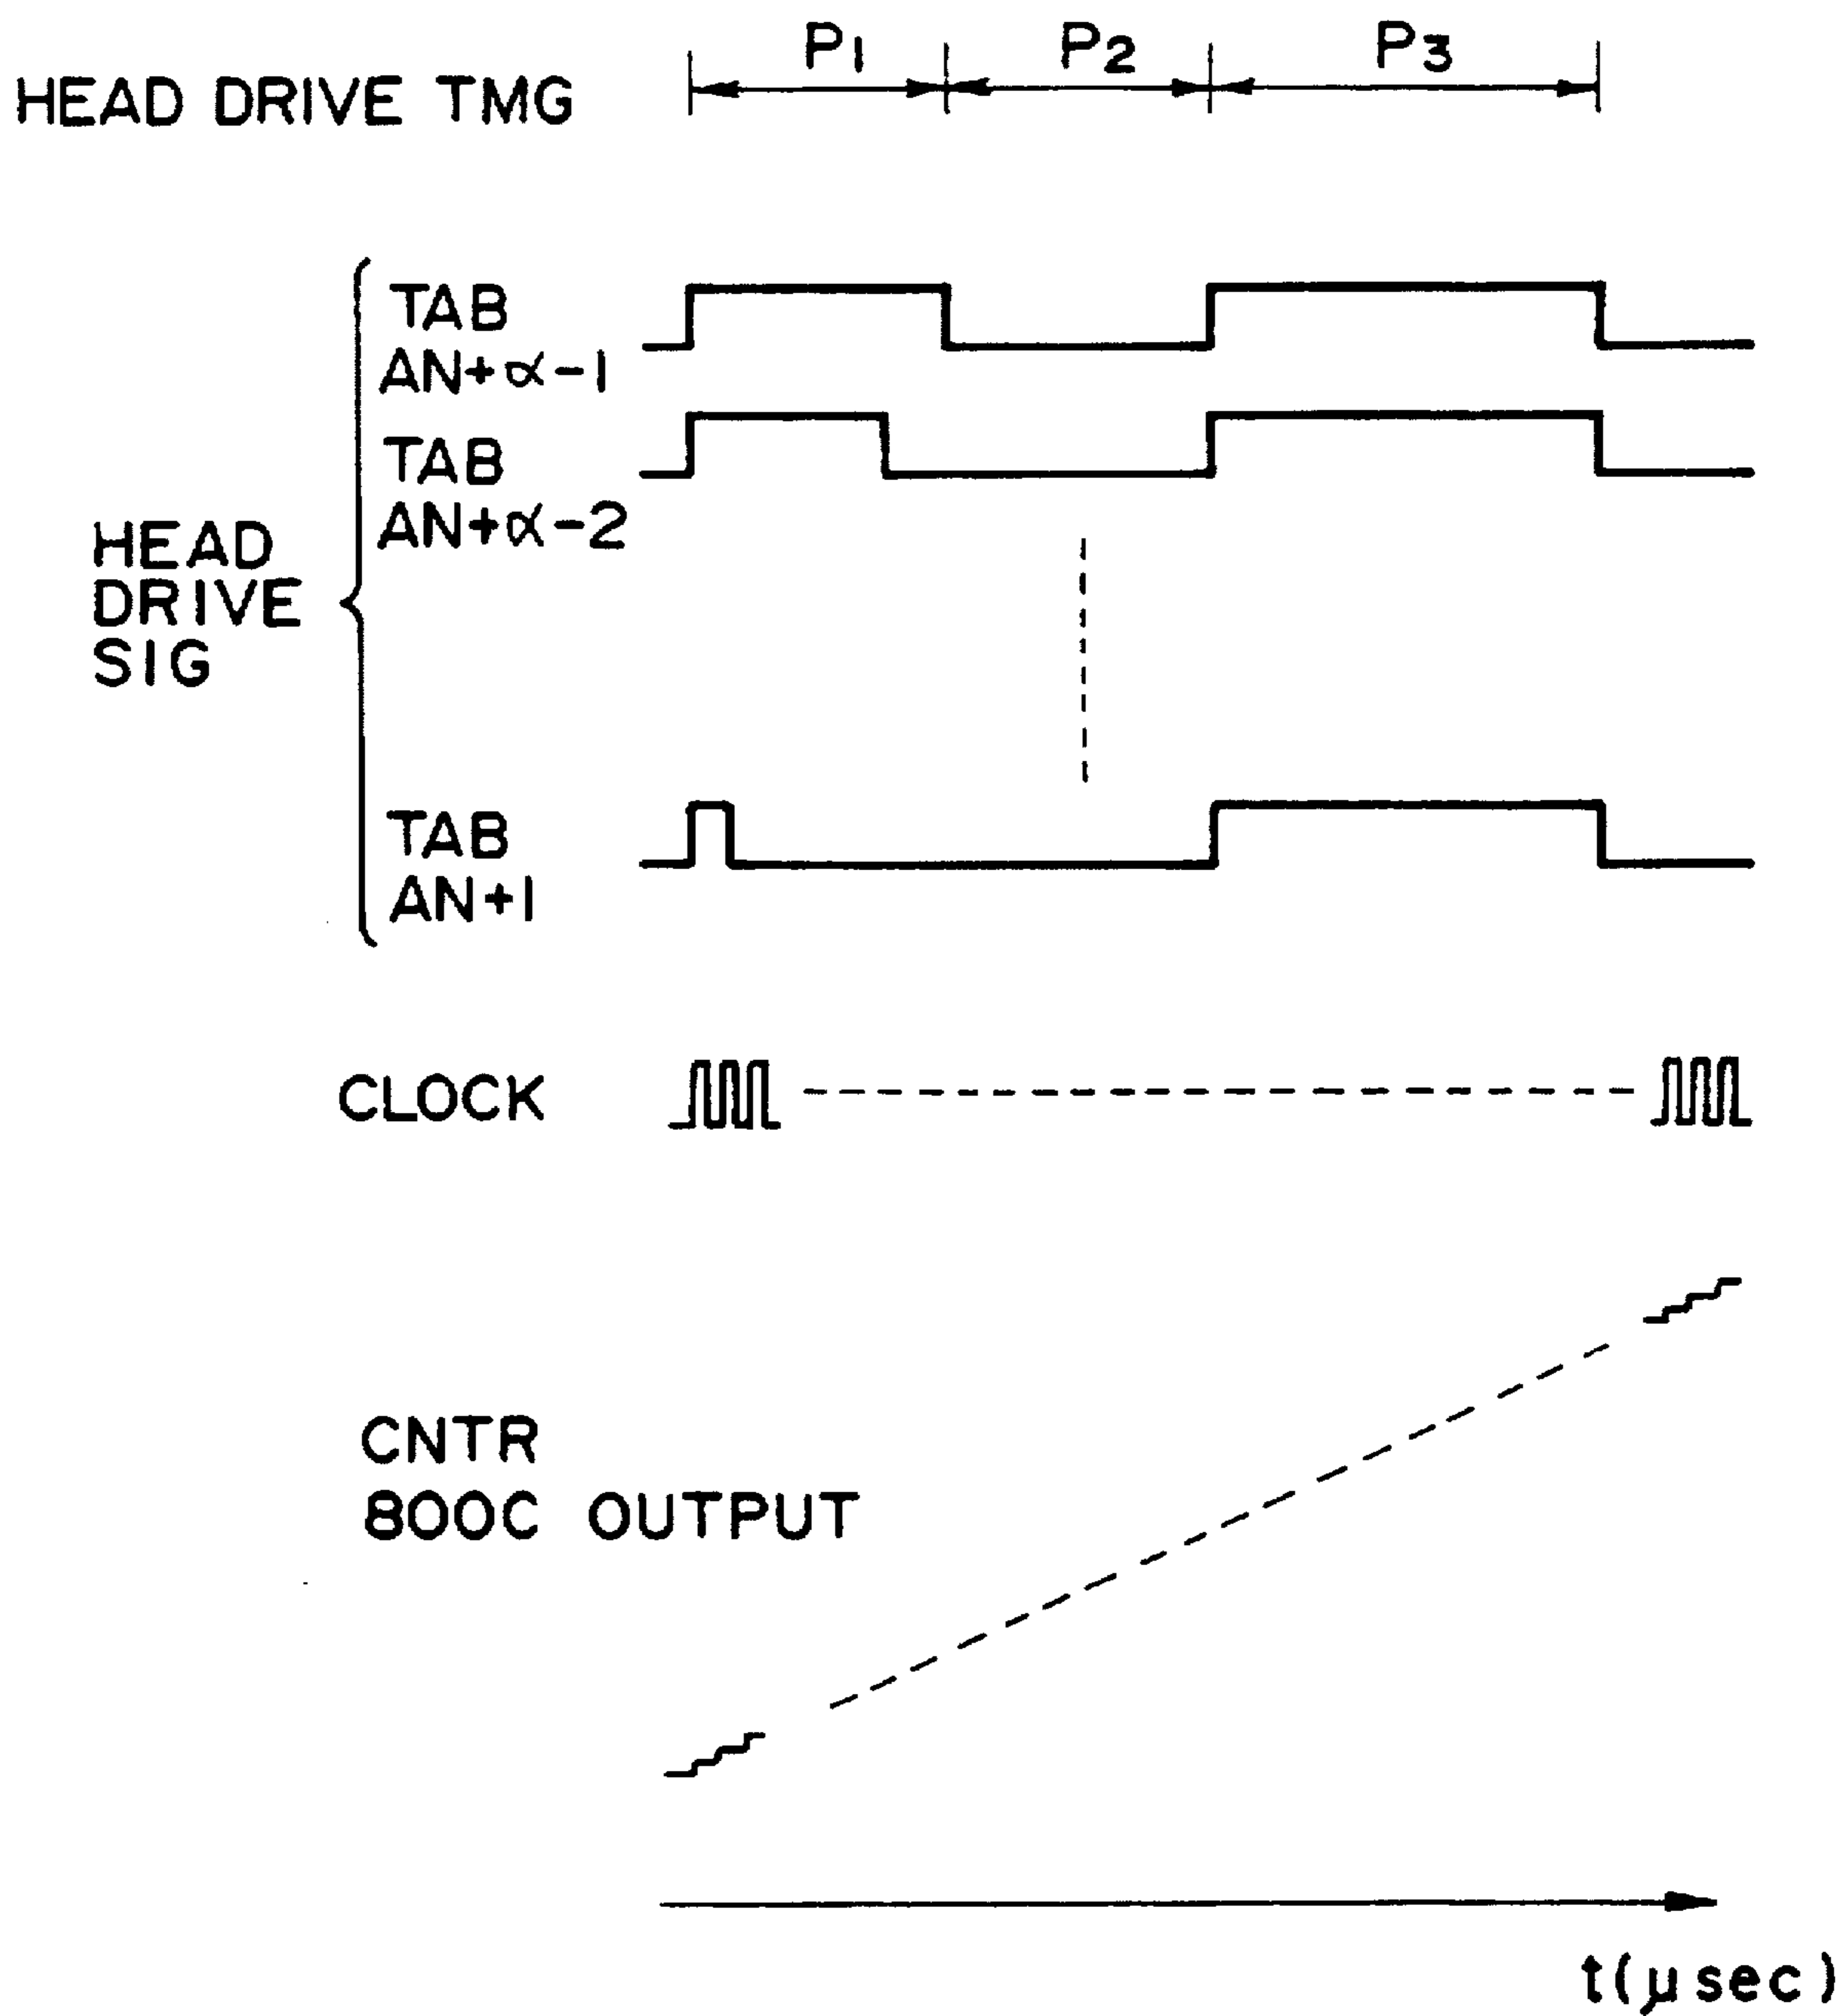 HEAD DRIVE TMG
P1 P2 P3
HEAD
DRIVE
SIG
TAB
AN+α-1
TAB
AN+α-2
TAB
AN+1
CLOCK
CNTR
800C OUTPUT
t(μsec)